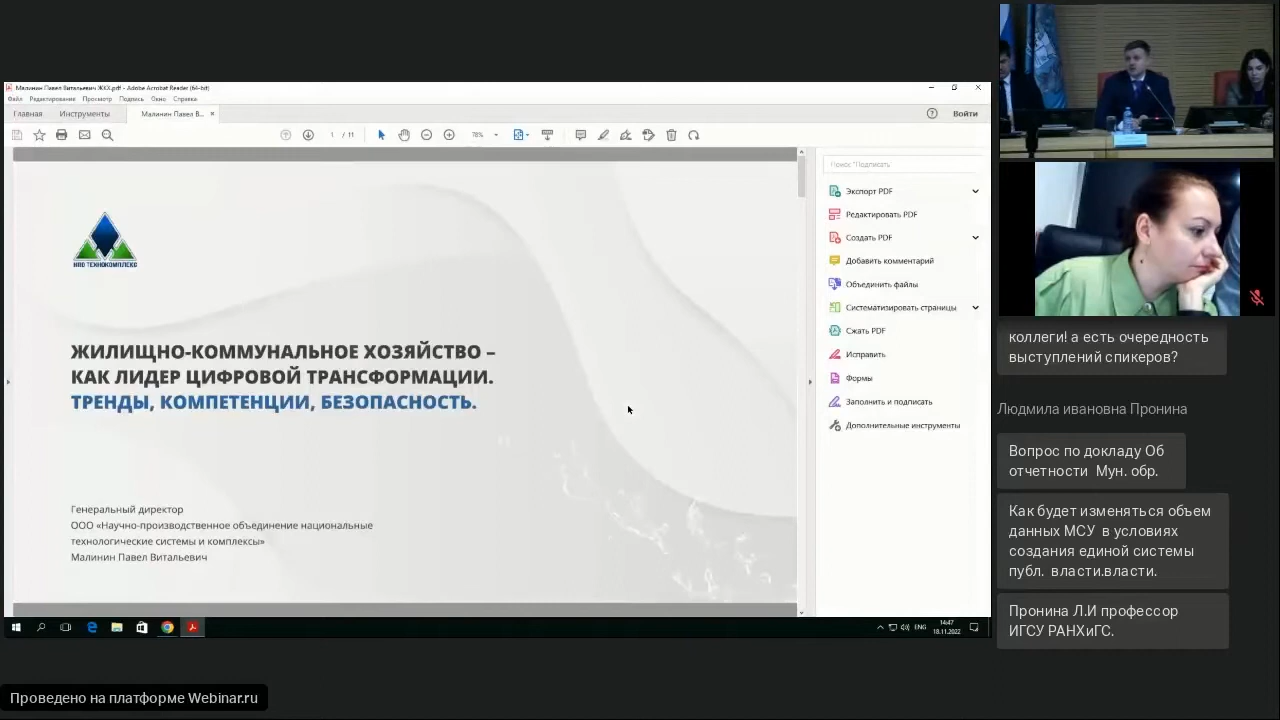 Малинин Павел Витальевич ЖКХ.pdf - Adobe Acrobat Reader (64-bit)
Файл Редактирование Просмотр Подпись Окно Справка
Главная Инструменты Малинин Павел В... × Войти
1 / 11 78%
НПО ТЕХНОКОМПЛЕКС
ЖИЛИЩНО-КОММУНАЛЬНОЕ ХОЗЯЙСТВО –
КАК ЛИДЕР ЦИФРОВОЙ ТРАНСФОРМАЦИИ.
ТРЕНДЫ, КОМПЕТЕНЦИИ, БЕЗОПАСНОСТЬ.
Генеральный директор
ООО «Научно-производственное объединение национальные
технологические системы и комплексы»
Малинин Павел Витальевич
Поиск "Подписать"
Экспорт PDF
Редактировать PDF
Создать PDF
Добавить комментарий
Объединить файлы
Систематизировать страницы
Сжать PDF
Исправить
Формы
Заполнить и подписать
Дополнительные инструменты
ENG
14:47
18.11.2022
коллеги! а есть очередность
выступлений спикеров?
Людмила ивановна Пронина
Вопрос по докладу Об
отчетности Мун. обр.
Как будет изменяться объем
данных МСУ в условиях
создания единой системы
публ. власти.власти.
Пронина Л.И профессор
ИГСУ РАНХиГС.
Проведено на платформе Webinar.ru